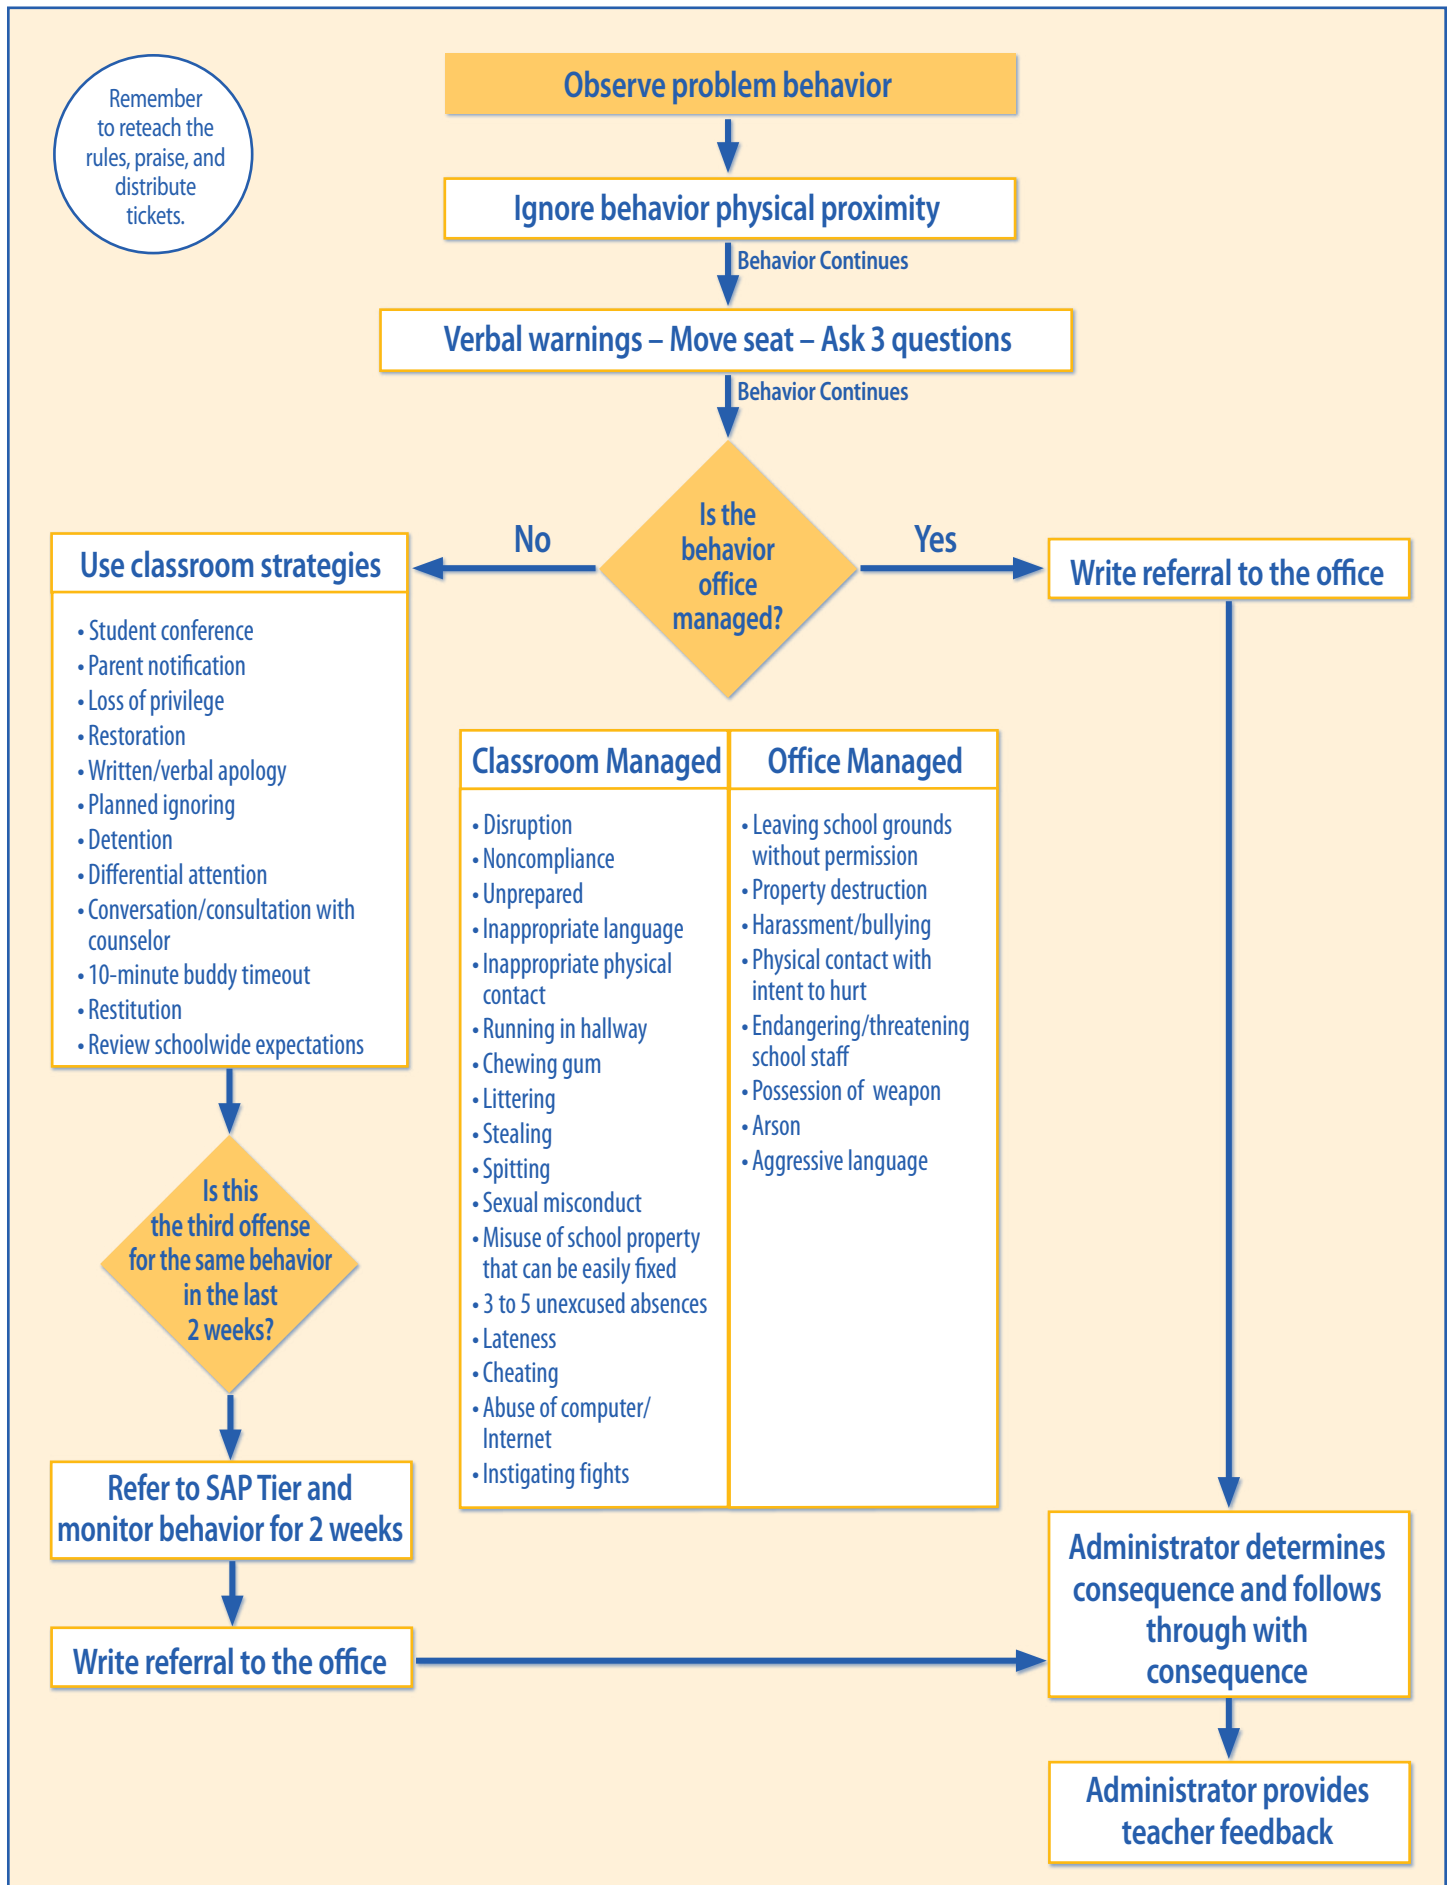 Remember
to reteach the
rules, praise, and
distribute
tickets.
Observe problem behavior
Ignore behavior physical proximity
Behavior Continues
Verbal warnings – Move seat – Ask 3 questions
Behavior Continues
Is the
behavior
office
managed?
No
Yes
Use classroom strategies
• Student conference
• Parent notification
• Loss of privilege
• Restoration
• Written/verbal apology
• Planned ignoring
• Detention
• Differential attention
• Conversation/consultation with
counselor
• 10-minute buddy timeout
• Restitution
• Review schoolwide expectations
Write referral to the office
Classroom Managed
• Disruption
• Noncompliance
• Unprepared
• Inappropriate language
• Inappropriate physical
contact
• Running in hallway
• Chewing gum
• Littering
• Stealing
• Spitting
• Sexual misconduct
• Misuse of school property
that can be easily fixed
• 3 to 5 unexcused absences
• Lateness
• Cheating
• Abuse of computer/
Internet
• Instigating fights
Office Managed
• Leaving school grounds
without permission
• Property destruction
• Harassment/bullying
• Physical contact with
intent to hurt
• Endangering/threatening
school staff
• Possession of weapon
• Arson
• Aggressive language
Is this
the third offense
for the same behavior
in the last
2 weeks?
Refer to SAP Tier and
monitor behavior for 2 weeks
Write referral to the office
Administrator determines
consequence and follows
through with
consequence
Administrator provides
teacher feedback